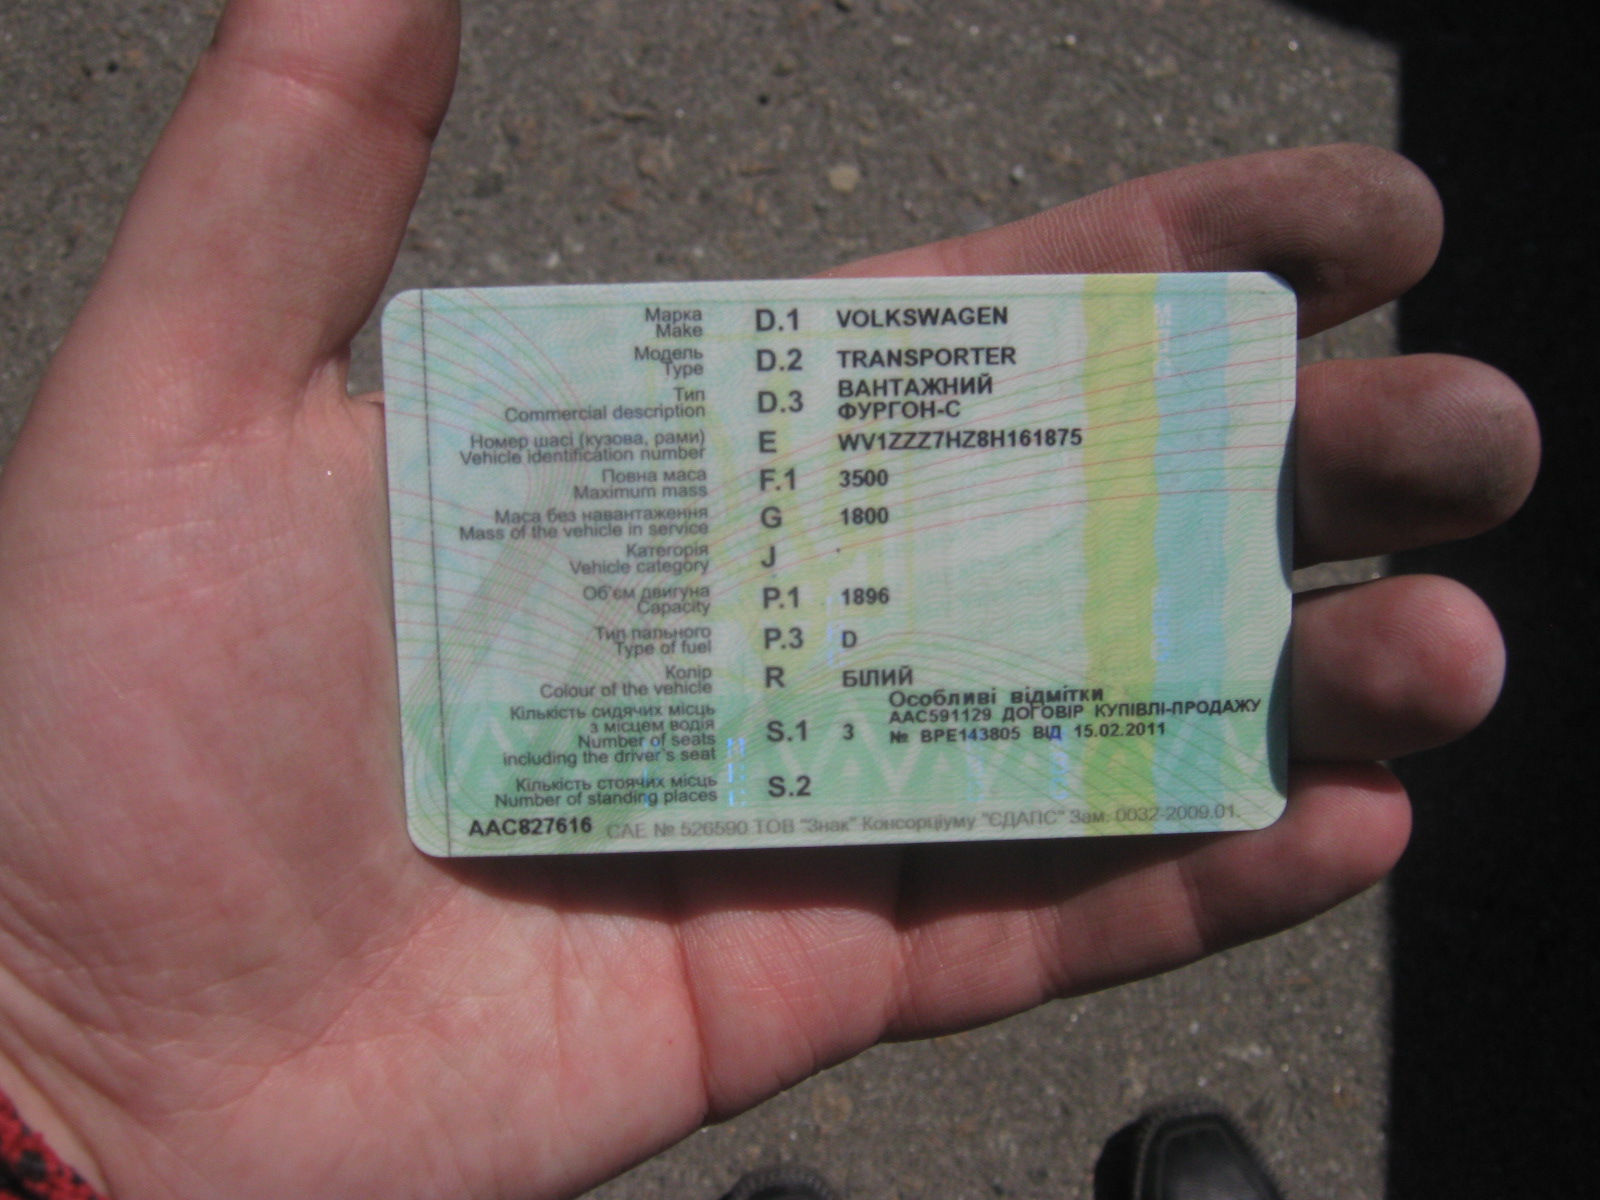 Марка D.1 VOLKSWAGEN
Make
Модель D.2 TRANSPORTER
Type
Тип D.3 ВАНТАЖНИЙ
Commercial description ФУРГОН-С
Номер шасі (кузова, рами) E WV1ZZZ7HZ8H161875
Vehicle identification number
Повна маса F.1 3500
Maximum mass
Маса без навантаження G 1800
Mass of the vehicle in service
Категорія J
Vehicle category
Об'єм двигуна P.1 1896
Capacity
Тип пального P.3 D
Type of fuel
Колір R БІЛИЙ
Colour of the vehicle
Особливі відмітки
Кількість сидячих місць ААС591129 ДОГОВІР КУПІВЛІ-ПРОДАЖУ
з місцем водія S.1 3 № ВРЕ143805 ВІД 15.02.2011
Number of seats
including the driver's seat
Кількість стоячих місць S.2
Number of standing places
ААС827616 САЕ № 526590 ТОВ "Знак" Консорціуму "ЄДАПС" Зам. 0032-2009.01.